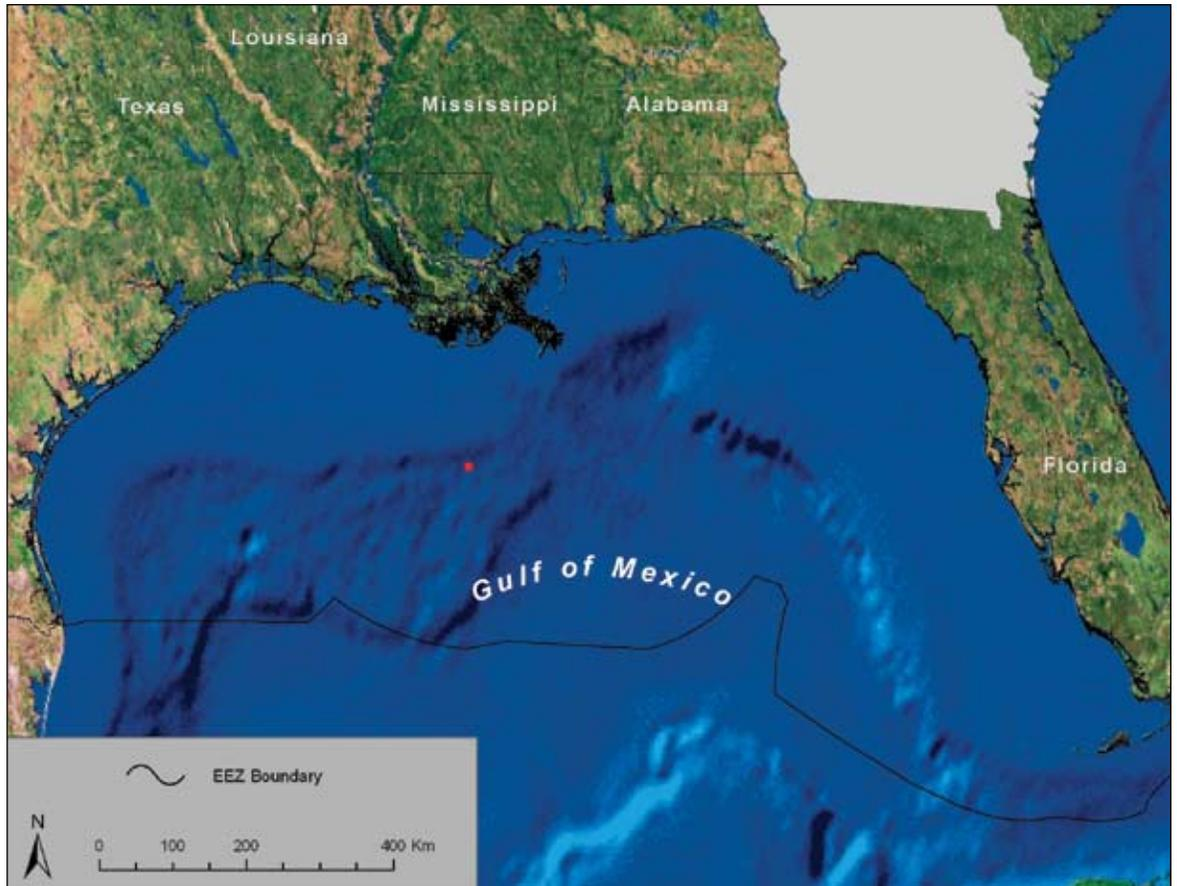 Louisiana
Texas
Mississippi
Alabama
Florida
Gulf of Mexico
EEZ Boundary
N
0 100 200 400 Km